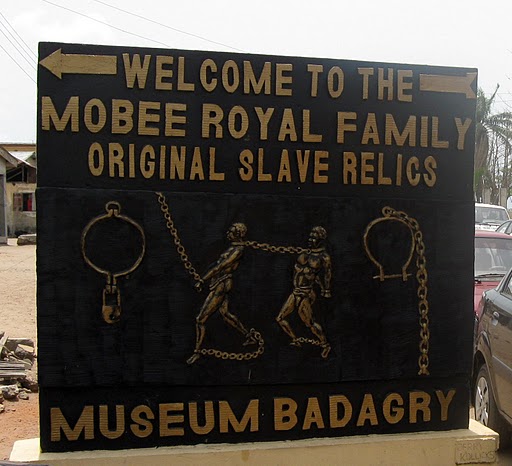 WELCOME TO THE
MOBEE ROYAL FAMILY
ORIGINAL SLAVE RELICS
MUSEUM BADAGRY